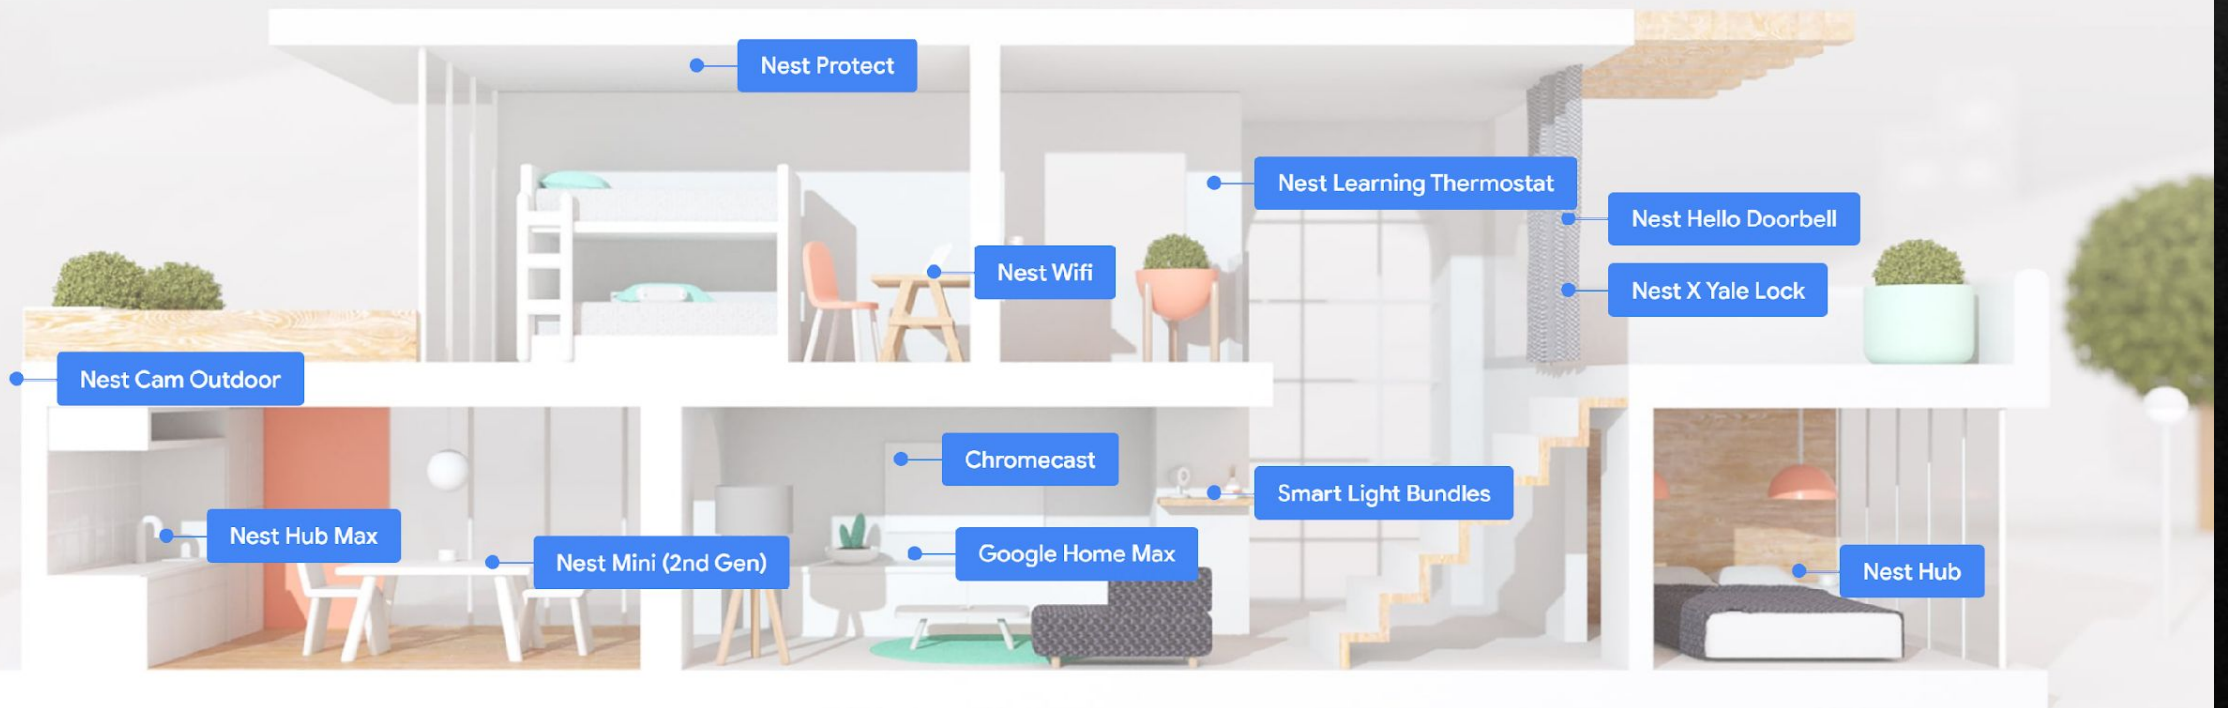 Nest Protect
Nest Learning Thermostat
Nest Hello Doorbell
Nest Wifi
Nest X Yale Lock
Nest Cam Outdoor
Chromecast
Smart Light Bundles
Nest Hub Max
Nest Mini (2nd Gen)
Google Home Max
Nest Hub